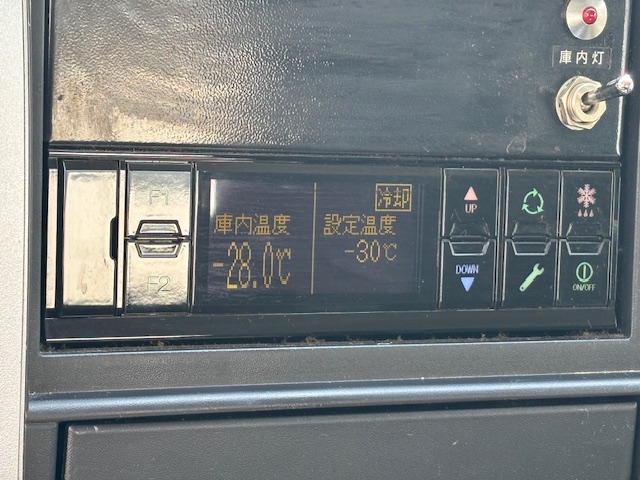 庫内灯
F1
F2
冷却
庫内温度
-28.0℃
設定温度
-30℃
UP
DOWN
ON/OFF